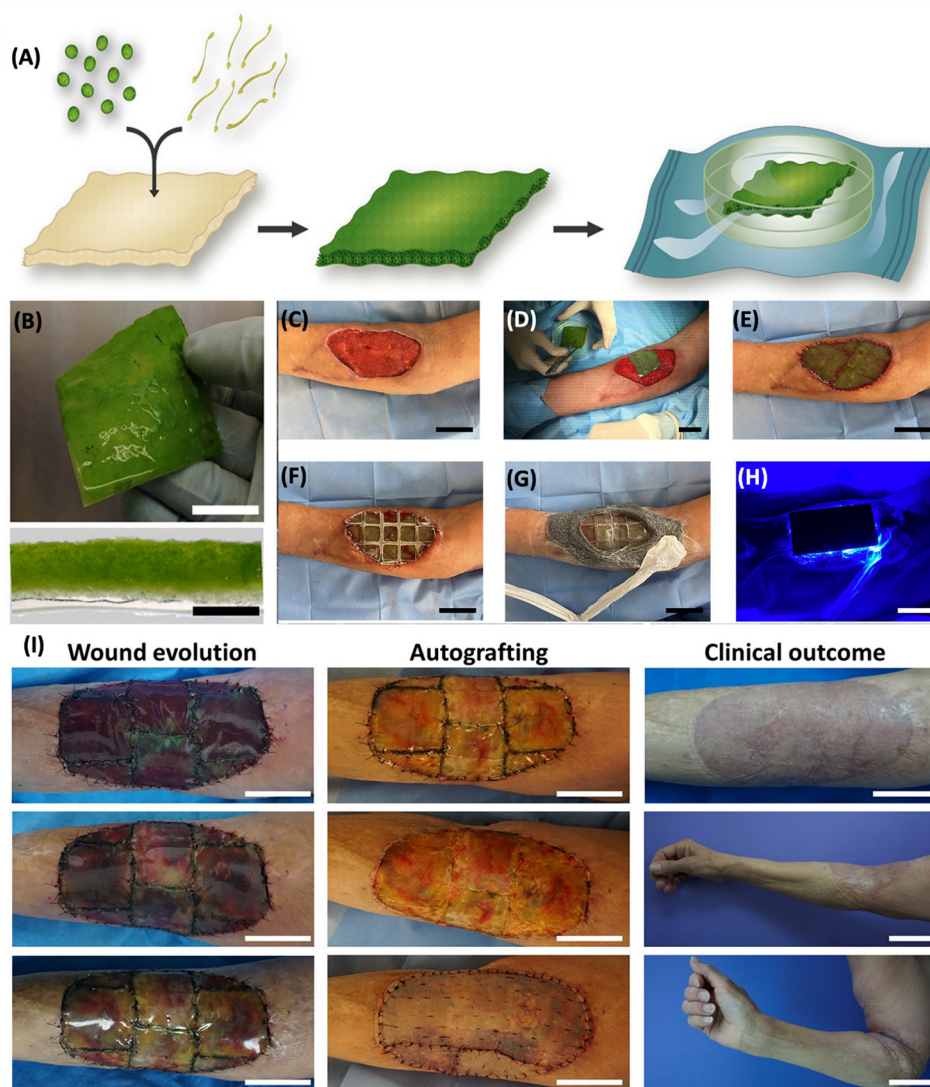 (A)
(B)
(C)
(D)
(E)
(F)
(G)
(H)
(I)
Wound evolution
Autografting
Clinical outcome